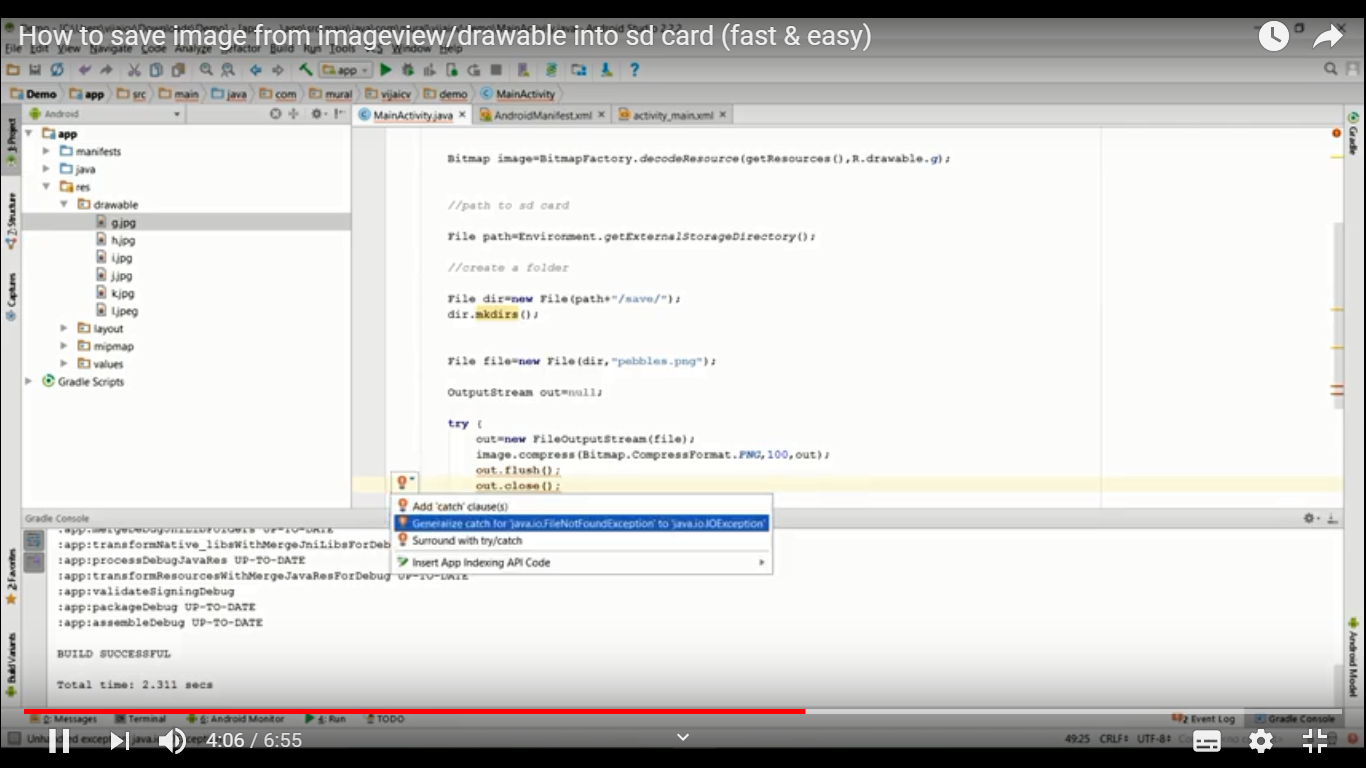 How to save image from imageview/drawable into sd card (fast & easy)
File Edit View Navigate Code Analyze Refactor Build Run Tools VCS Window Help
app
Demo app src main java com mural vijaicv demo MainActivity
Android
MainActivity.java AndroidManifest.xml activity_main.xml
1: Project
Z: Structure
Captures
2: Favorites
Build Variants
Gradle
Android Model
app
manifests
java
res
drawable
g.jpg
h.jpg
i.jpg
j.jpg
k.jpg
l.jpeg
layout
mipmap
values
Gradle Scripts
Bitmap image=BitmapFactory.decodeResource(getResources(),R.drawable.g);
//path to sd card
File path=Environment.getExternalStorageDirectory();
//create a folder
File dir=new File(path+"/save/");
dir.mkdirs();
File file=new File(dir,"pebbles.png");
OutputStream out=null;
try {
out=new FileOutputStream(file);
image.compress(Bitmap.CompressFormat.PNG,100,out);
out.flush();
out.close();
Add 'catch' clause(s)
Generalize catch for 'java.io.FileNotFoundException' to 'java.io.IOException'
Surround with try/catch
Insert App Indexing API Code
Gradle Console
:app:mergeDebugJniLibFolders UP-TO-DATE
:app:transformNative_libsWithMergeJniLibsForDeb
:app:processDebugJavaRes UP-TO-DATE
:app:transformResourcesWithMergeJavaResForDebug UP-TO-DATE
:app:validateSigningDebug
:app:packageDebug UP-TO-DATE
:app:assembleDebug UP-TO-DATE
BUILD SUCCESSFUL
Total time: 2.311 secs
0: Messages Terminal 6: Android Monitor 4: Run TODO
2 Event Log Gradle Console
4:06 / 6:55
49:25 CRLF UTF-8